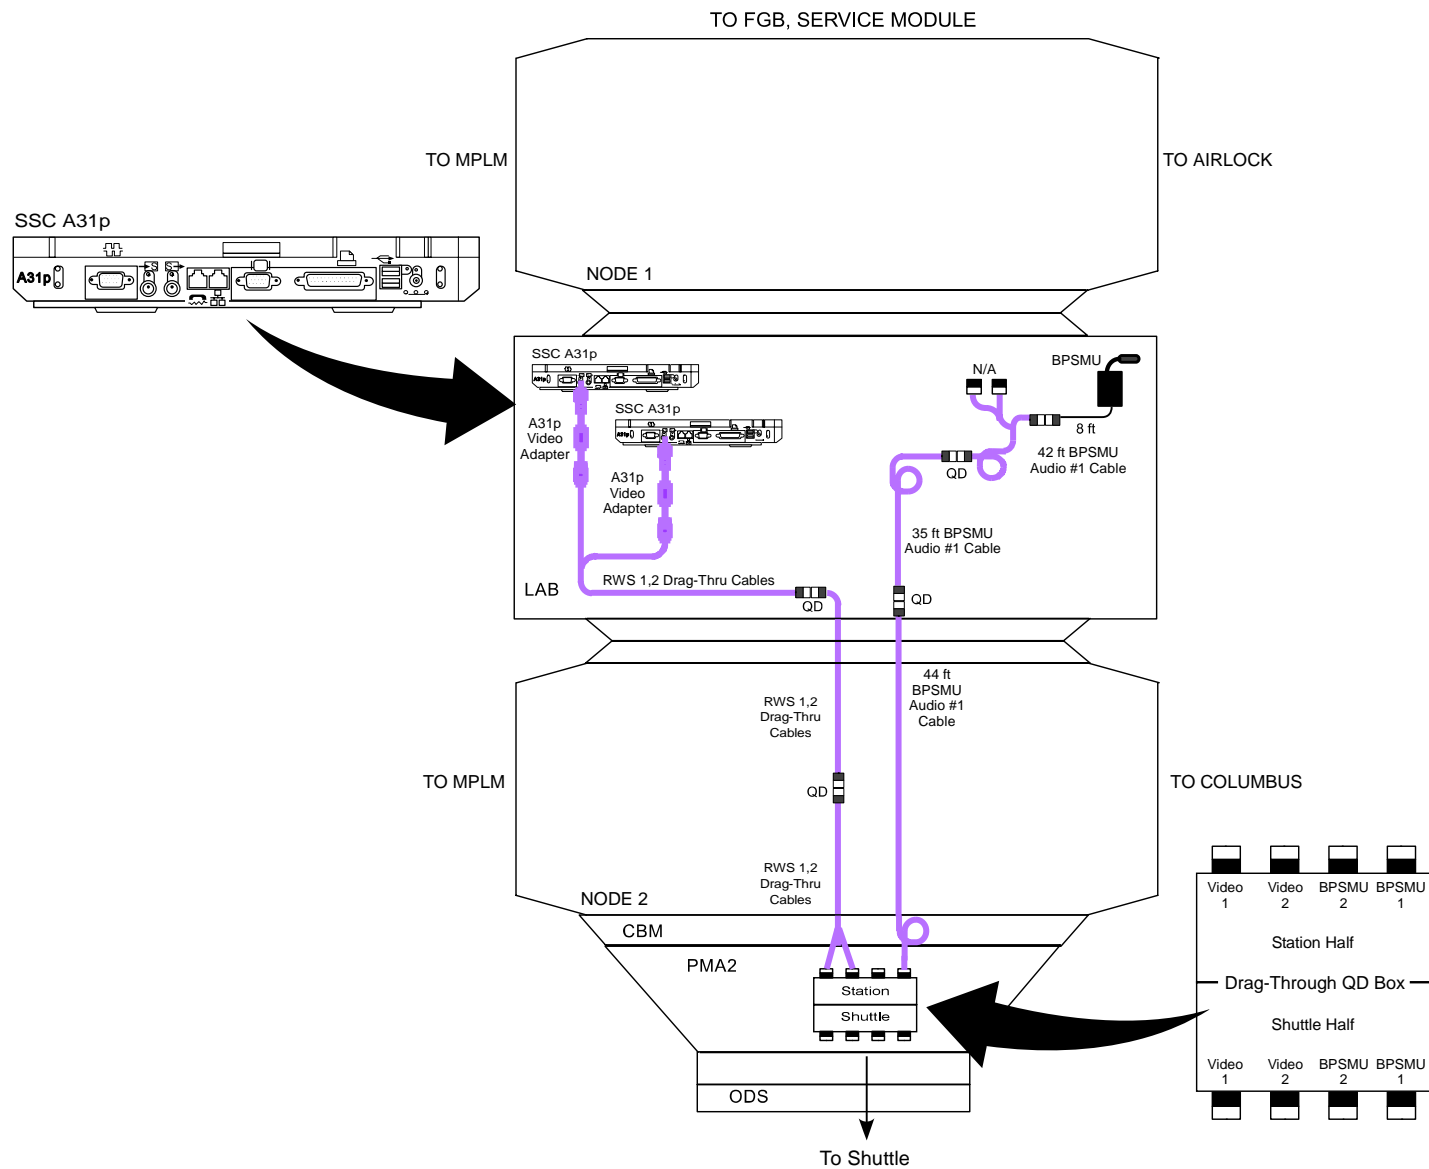 TO FGB, SERVICE MODULE
TO MPLM
TO AIRLOCK
SSC A31p
A31p
NODE 1
SSC A31p
A31p
BPSMU
N/A
SSC A31p
A31p
A31p
Video
Adapter
8 ft
42 ft BPSMU
Audio #1 Cable
QD
A31p
Video
Adapter
35 ft BPSMU
Audio #1 Cable
RWS 1,2 Drag-Thru Cables
LAB
QD
QD
44 ft
BPSMU
Audio #1
Cable
RWS 1,2
Drag-Thru
Cables
TO MPLM
TO COLUMBUS
QD
RWS 1,2
Drag-Thru
Cables
NODE 2
CBM
PMA2
Station
Shuttle
Video
1
Video
2
BPSMU
2
BPSMU
1
Station Half
Drag-Through QD Box
Shuttle Half
Video
1
Video
2
BPSMU
2
BPSMU
1
ODS
To Shuttle